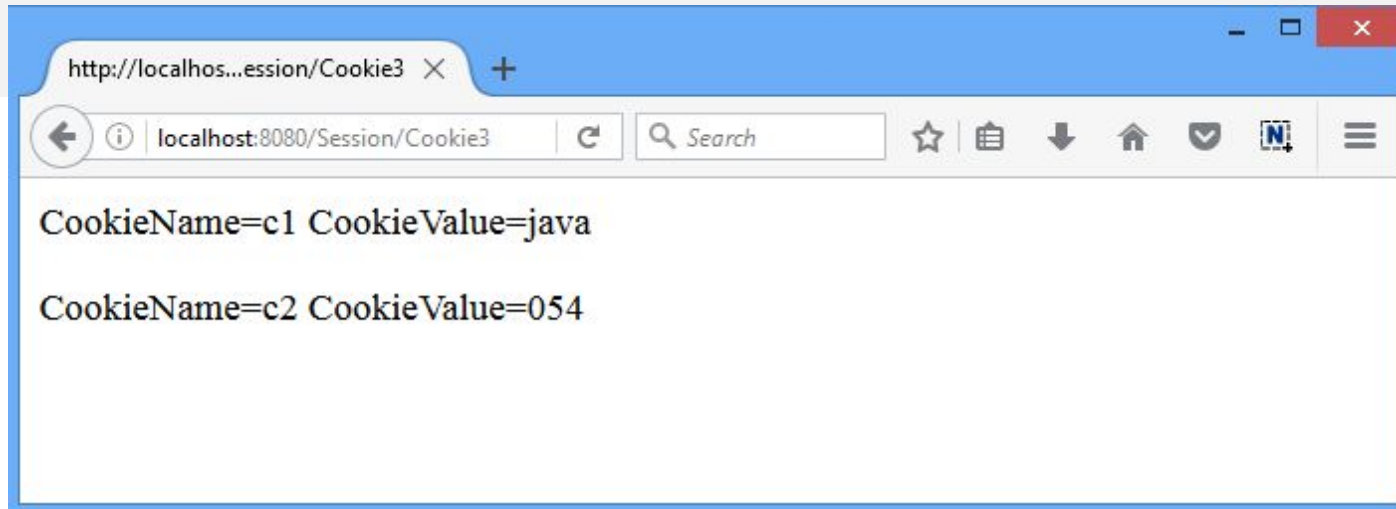 http://localhos...ession/Cookie3
localhost:8080/Session/Cookie3
Search
N
CookieName=c1 CookieValue=java
CookieName=c2 CookieValue=054